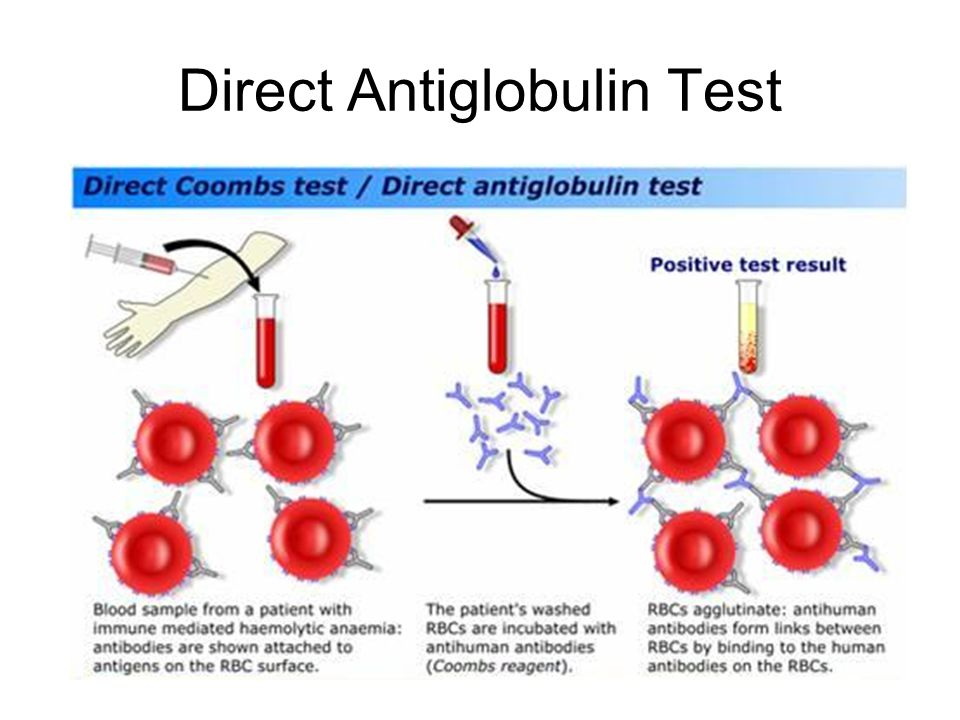 Direct Antiglobulin Test
Direct Coombs test / Direct antiglobulin test
Positive test result
Blood sample from a patient with
immune mediated haemolytic anaemia:
antibodies are shown attached to
antigens on the RBC surface.
The patient's washed
RBCs are incubated with
antihuman antibodies
(Coombs reagent).
RBCs agglutinate: antihuman
antibodies form links between
RBCs by binding to the human
antibodies on the RBCs.